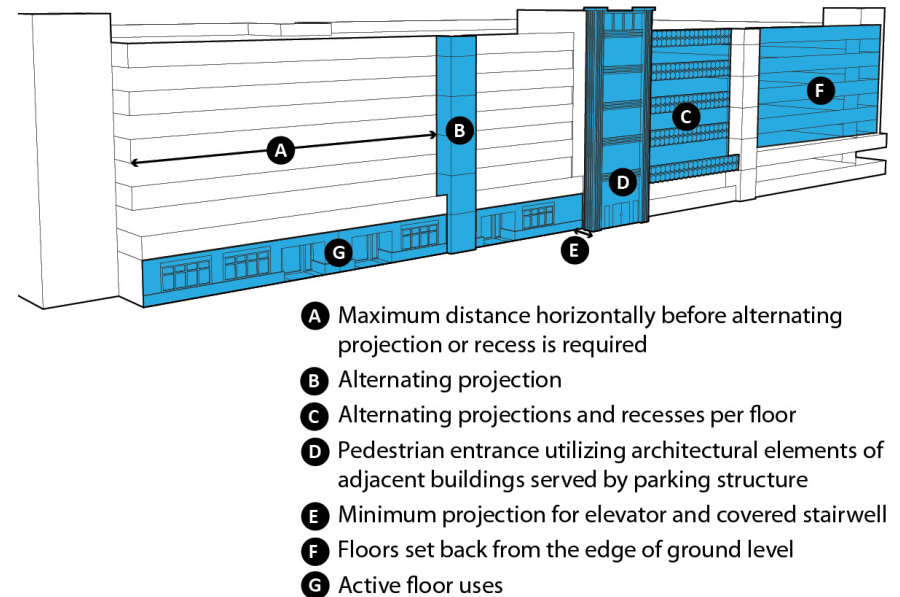 A
B
C
D
E
F
G
A Maximum distance horizontally before alternating
projection or recess is required
B Alternating projection
C Alternating projections and recesses per floor
D Pedestrian entrance utilizing architectural elements of
adjacent buildings served by parking structure
E Minimum projection for elevator and covered stairwell
F Floors set back from the edge of ground level
G Active floor uses